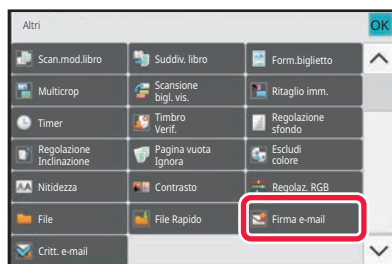 Altri
OK
Scan.mod.libro
Suddiv. libro
Form.biglietto
Multicrop
Scansione
bigl. vis.
Ritaglio imm.
Timer
Timbro
Verif.
Regolazione
sfondo
Regolazione
Inclinazione
Pagina vuota
Ignora
Escludi
colore
Nitidezza
Contrasto
Regolaz. RGB
File
File Rapido
Firma e-mail
Critt. e-mail